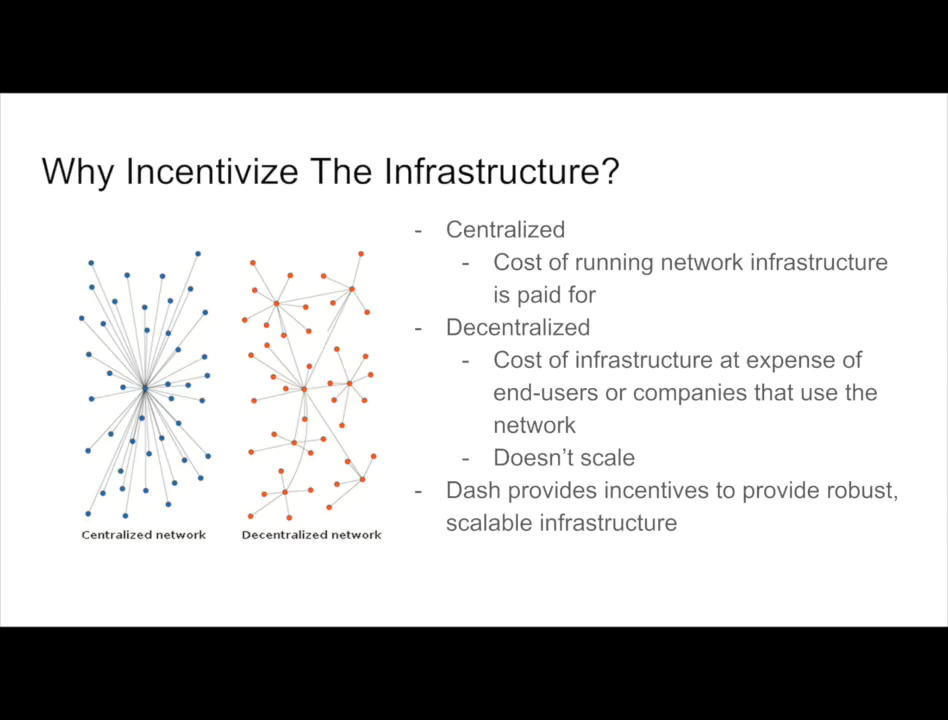 Why Incentivize The Infrastructure?
- Centralized
- Cost of running network infrastructure
is paid for
- Decentralized
- Cost of infrastructure at expense of
end-users or companies that use the
network
- Doesn't scale
- Dash provides incentives to provide robust,
scalable infrastructure
Centralized network
Decentralized network